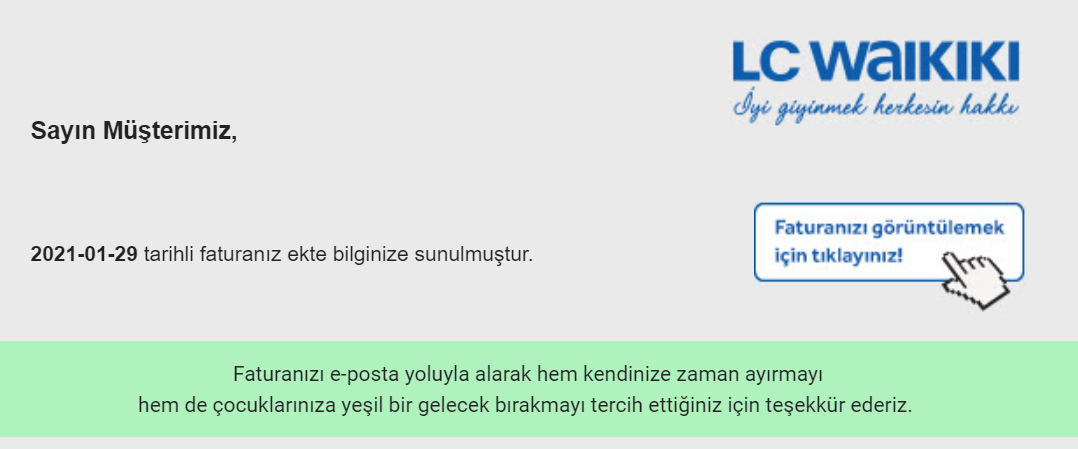 LC WAIKIKI
İyi giyinmek herkesin hakkı
Sayın Müşterimiz,
Faturanızı görüntülemek
için tıklayınız!
2021-01-29 tarihli faturanız ekte bilginize sunulmuştur.
Faturanızı e-posta yoluyla alarak hem kendinize zaman ayırmayı
hem de çocuklarınıza yeşil bir gelecek bırakmayı tercih ettiğiniz için teşekkür ederiz.